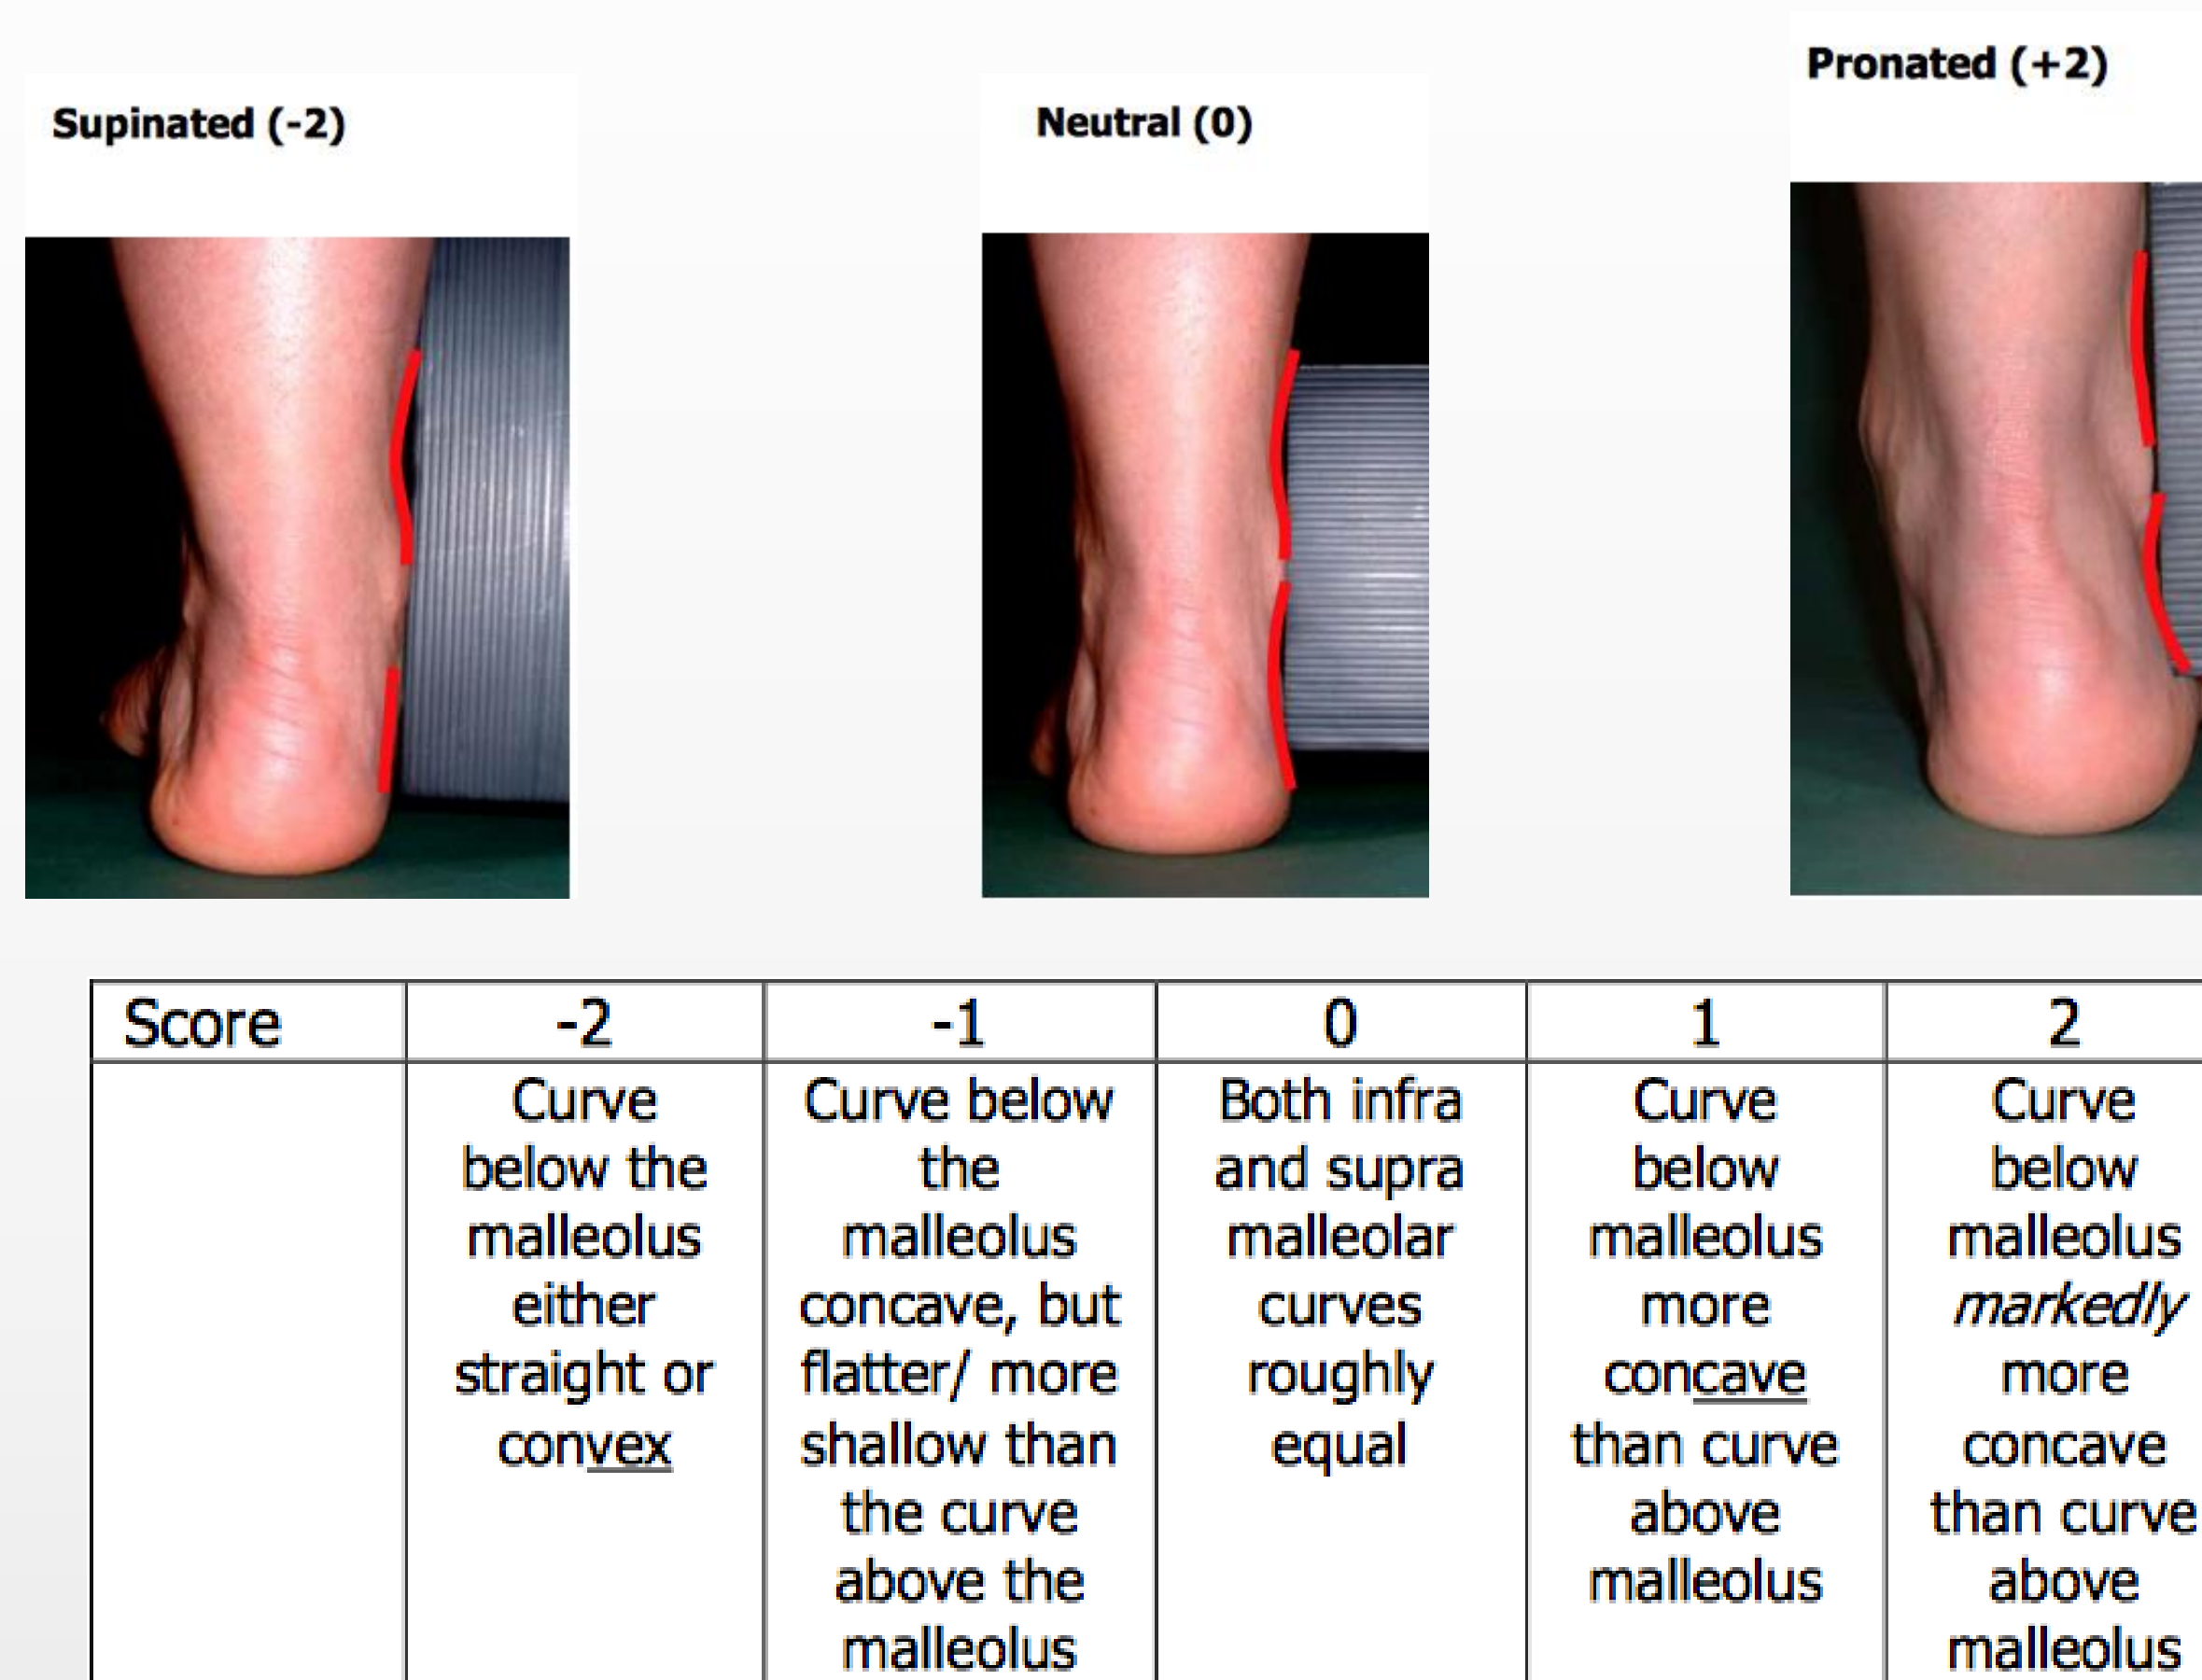 Pronated (+2)
Supinated (-2)
Neutral (0)
Score
-2
-1
0
1
2
Curve
below the
malleolus
either
straight or
convex
Curve below
the
malleolus
concave, but
flatter/ more
shallow than
the curve
above the
malleolus
Both infra
and supra
malleolar
curves
roughly
equal
Curve
below
malleolus
more
concave
than curve
above
malleolus
Curve
below
malleolus
markedly
more
concave
than curve
above
malleolus